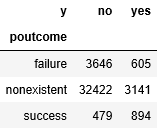 y no yes
poutcome
failure 3646 605
nonexistent 32422 3141
success 479 894